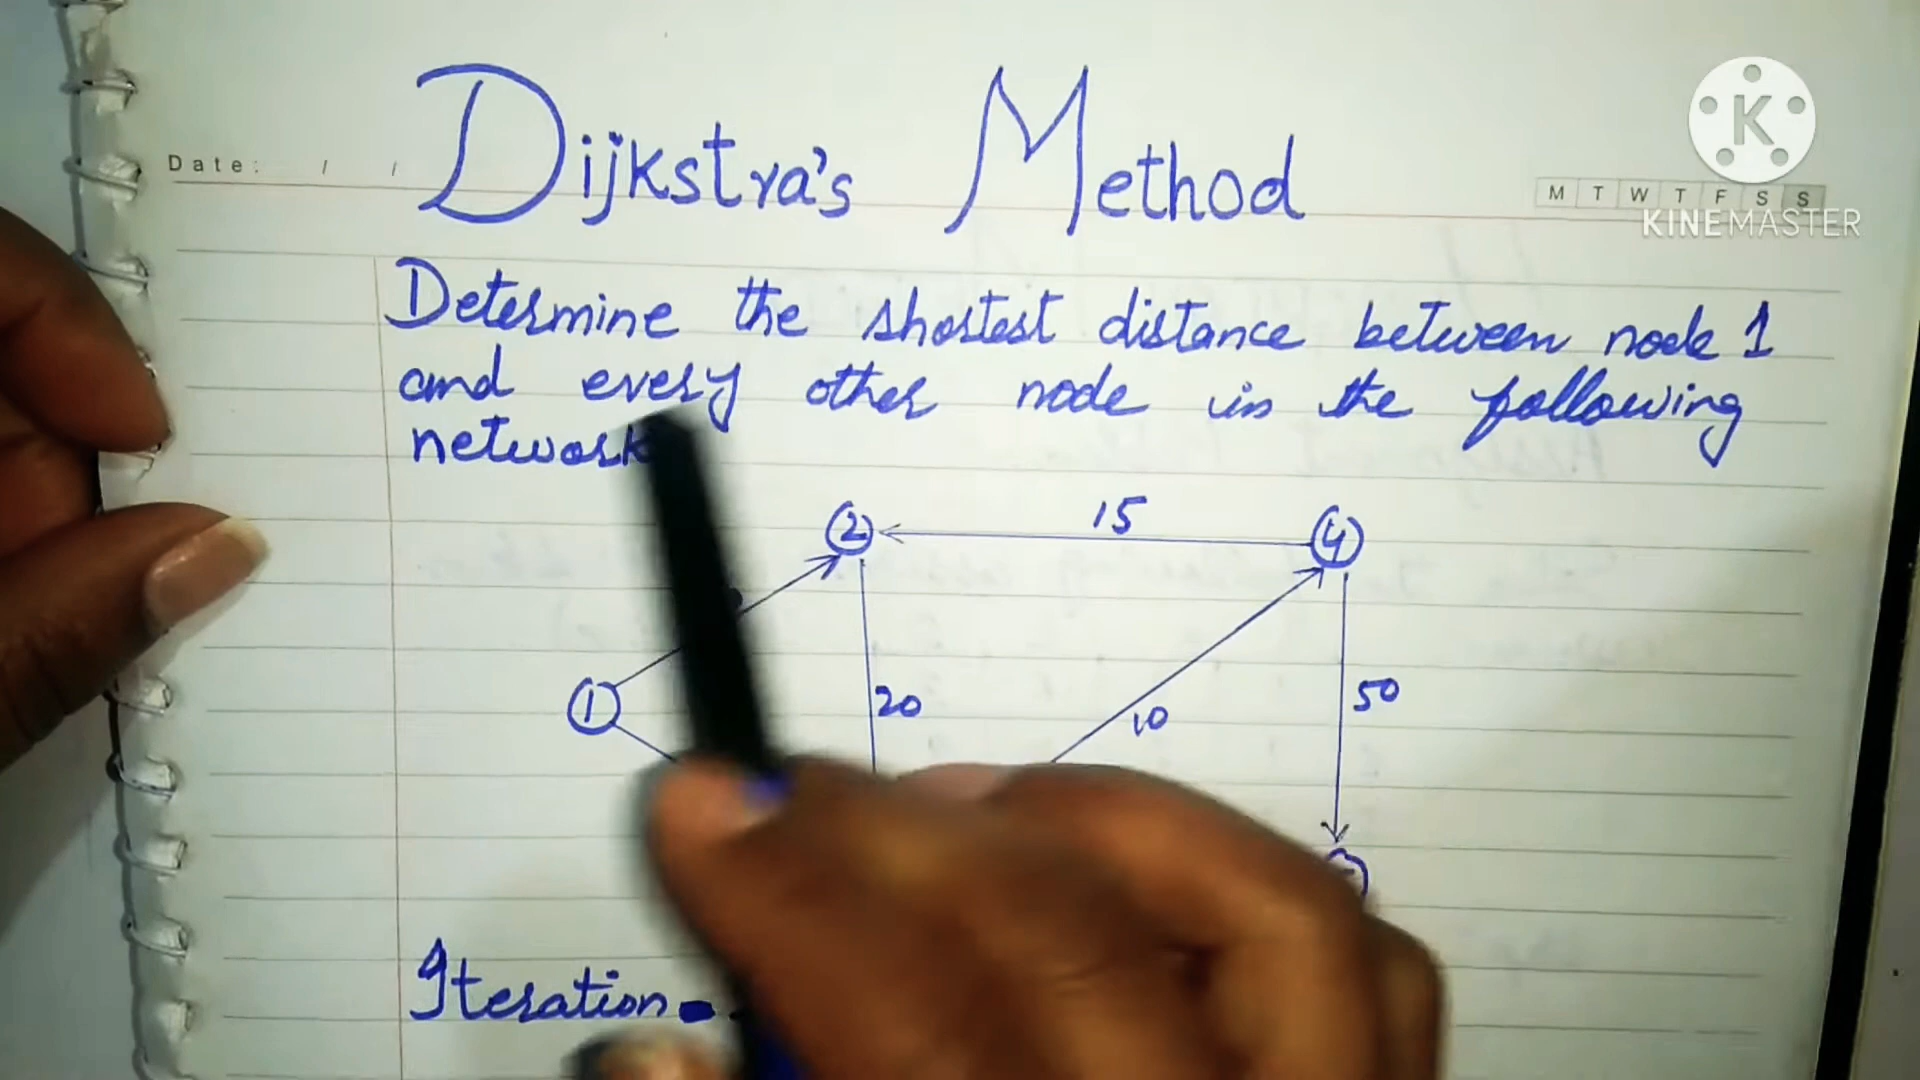 Dijkstra's Method
Date: / /
M T W T F S S
K
KINEMASTER
Determine the shortest distance between node 1
and every other node in the following
network
2
15
4
1
20
10
50
Iteration